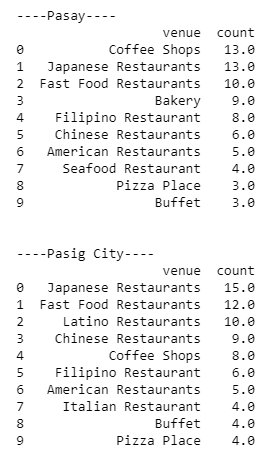 ----Pasay----
venue count
0 Coffee Shops 13.0
1 Japanese Restaurants 13.0
2 Fast Food Restaurants 10.0
3 Bakery 9.0
4 Filipino Restaurant 8.0
5 Chinese Restaurants 6.0
6 American Restaurants 5.0
7 Seafood Restaurant 4.0
8 Pizza Place 3.0
9 Buffet 3.0
----Pasig City----
venue count
0 Japanese Restaurants 15.0
1 Fast Food Restaurants 12.0
2 Latino Restaurants 10.0
3 Chinese Restaurants 9.0
4 Coffee Shops 8.0
5 Filipino Restaurant 6.0
6 American Restaurants 5.0
7 Italian Restaurant 4.0
8 Buffet 4.0
9 Pizza Place 4.0